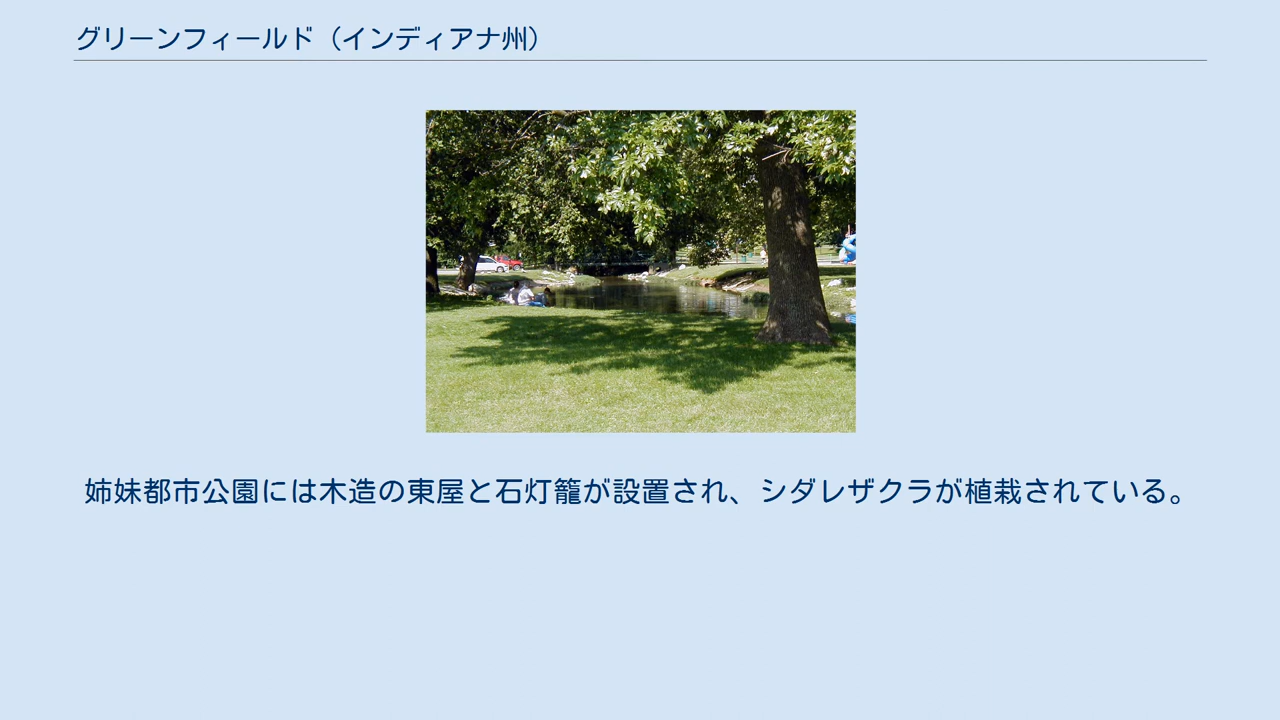 グリーンフィールド（インディアナ州）
姉妹都市公園には木造の東屋と石灯籠が設置され、シダレザクラが植栽されている。